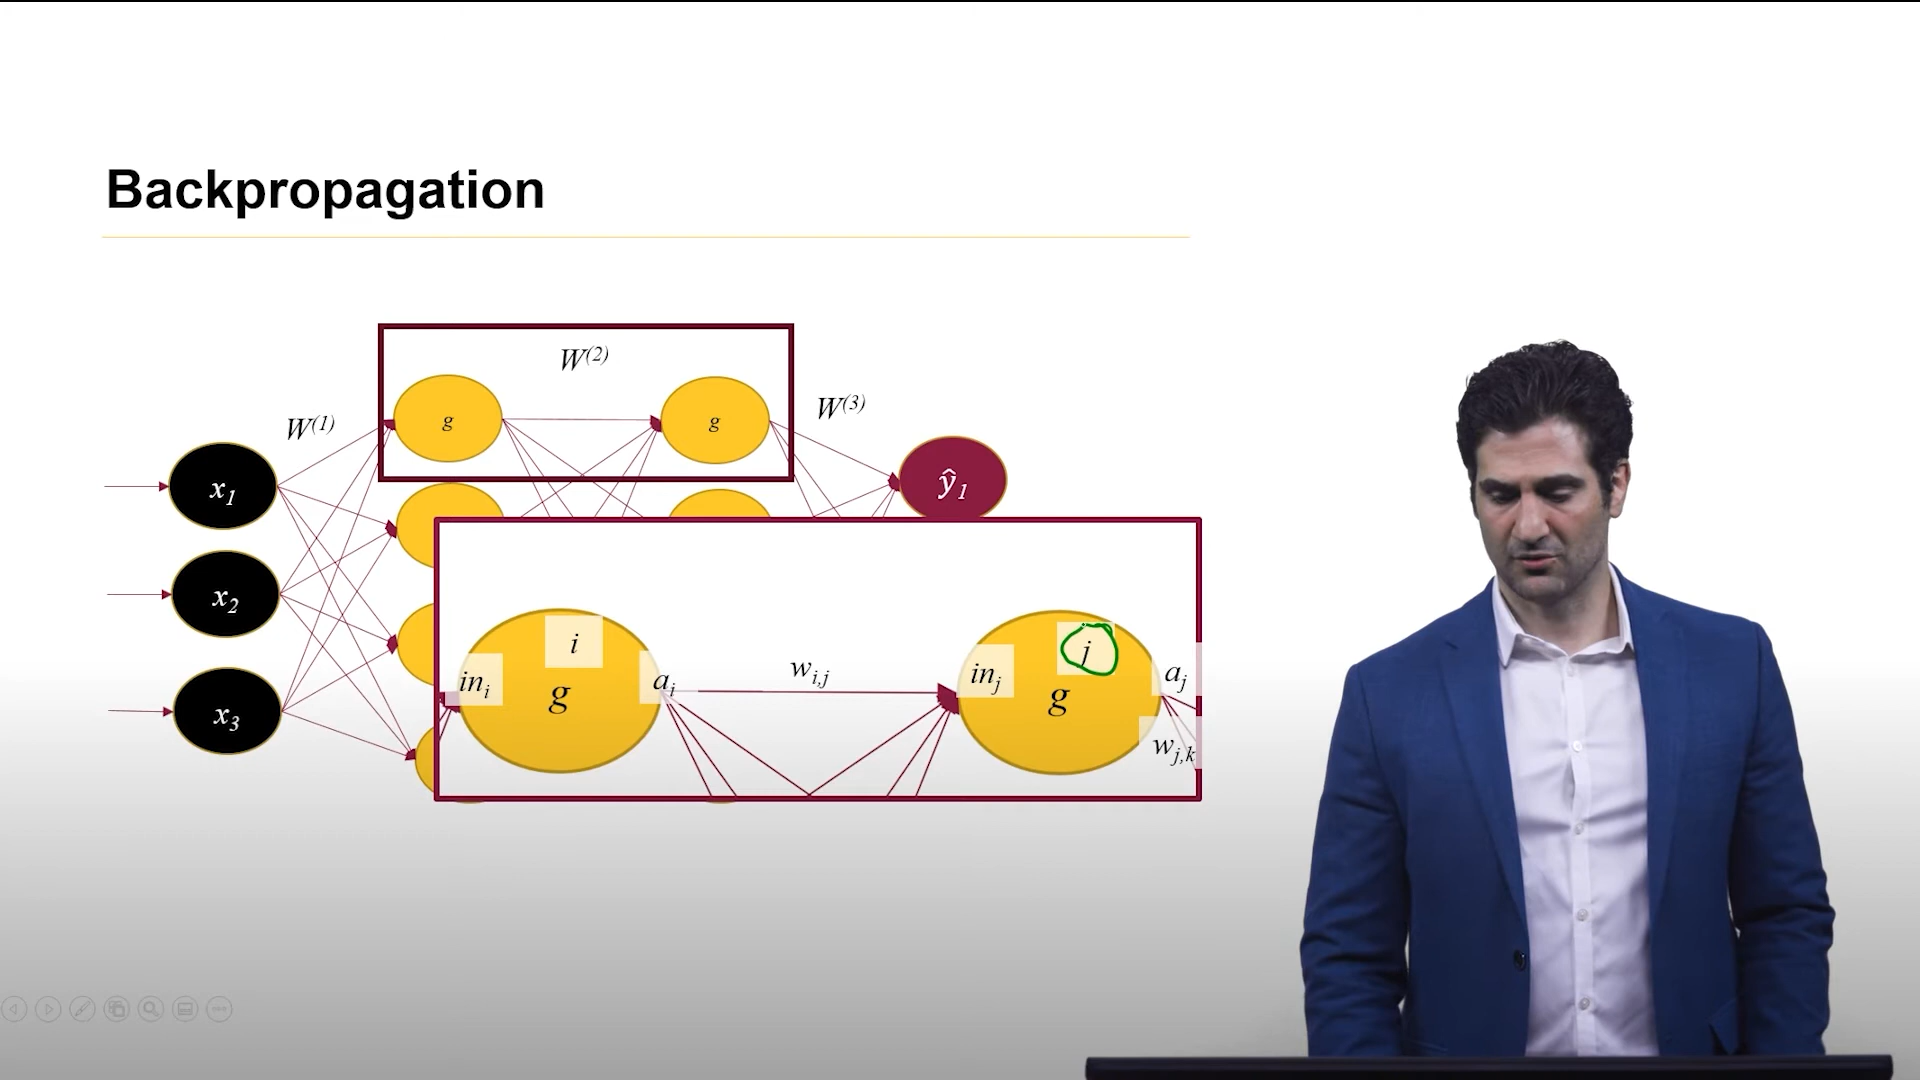 Backpropagation
W(2)
W(1)
W(3)
g
g
x1
ŷ1
x2
x3
i
j
ini
g
ai
wi,j
inj
g
aj
wj,k